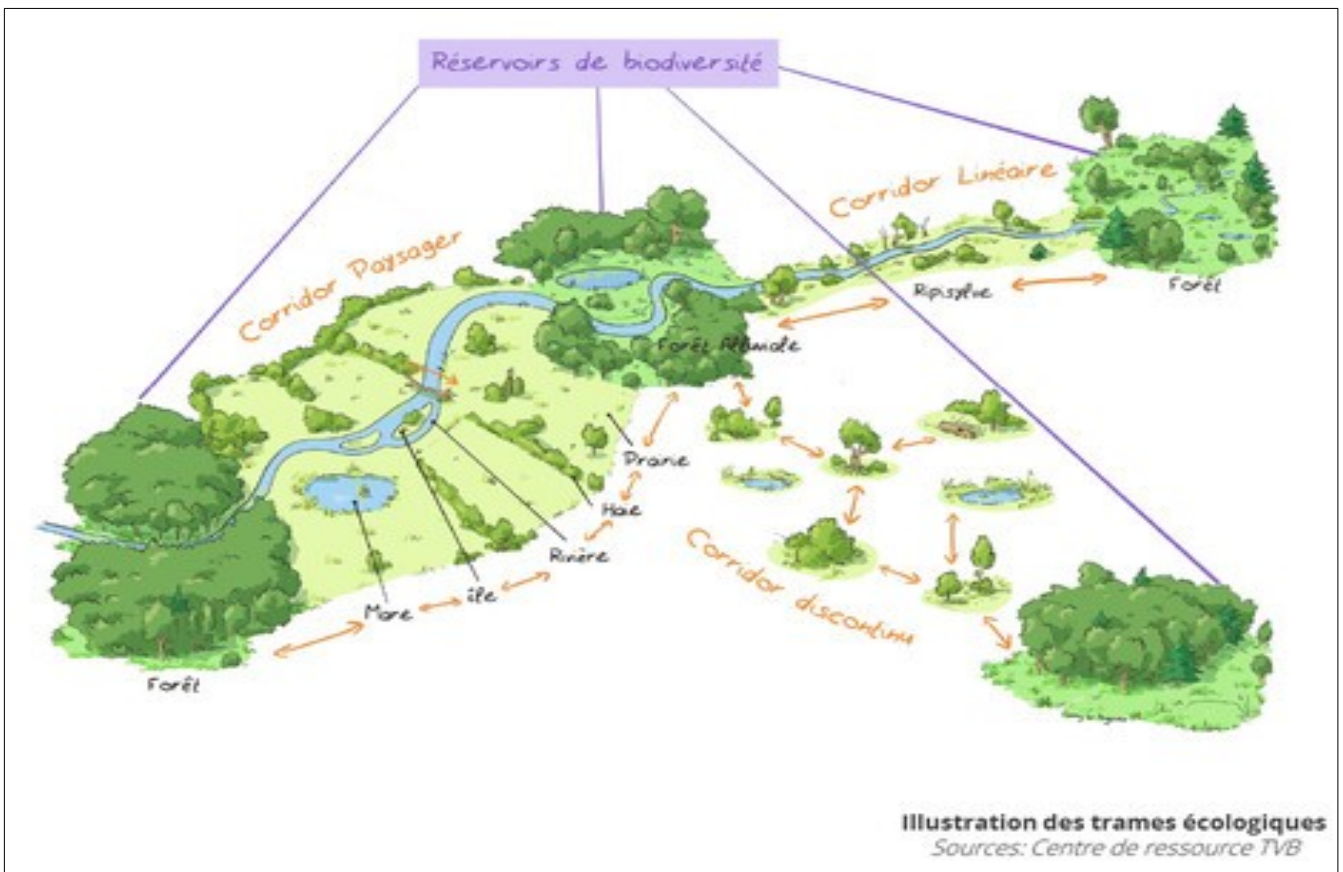 Réservoirs de biodiversité
Corridor Linéaire
Corridor Paysager
Ripisylve
Forêt
Forêt Alluviale
Prairie
Haie
Rivière
île
Mare
Forêt
Corridor discontinu
Illustration des trames écologiques
Sources: Centre de ressource TVB